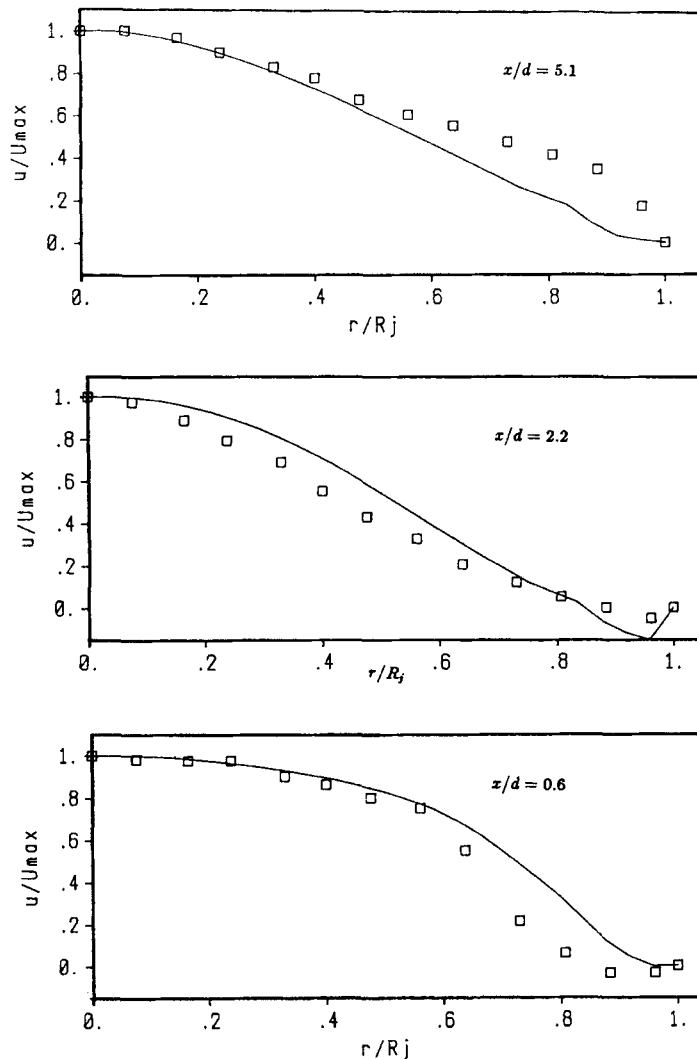 x/d = 5.1
u/Umax
1.
.8
.6
.4
.2
0.
0. .2 .4 .6 .8 1.
r/Rj
x/d = 2.2
u/Umax
1.
.8
.6
.4
.2
0.
0. .2 .4 .6 .8 1.
r/Rj
x/d = 0.6
u/Umax
1.
.8
.6
.4
.2
0.
0. .2 .4 .6 .8 1.
r/Rj